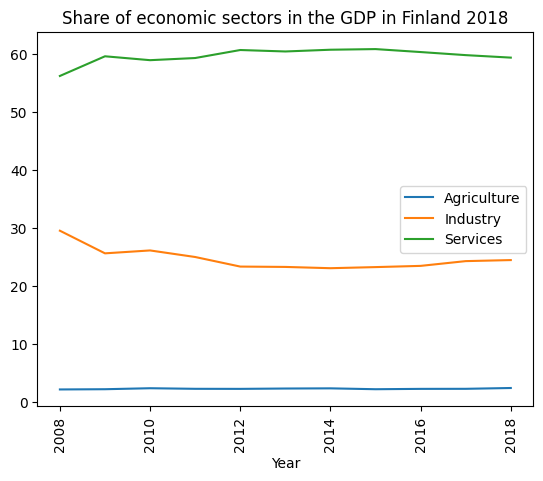 Share of economic sectors in the GDP in Finland 2018
60
50
40
30
20
10
0
Agriculture
Industry
Services
2008
2010
2012
2014
2016
2018
Year